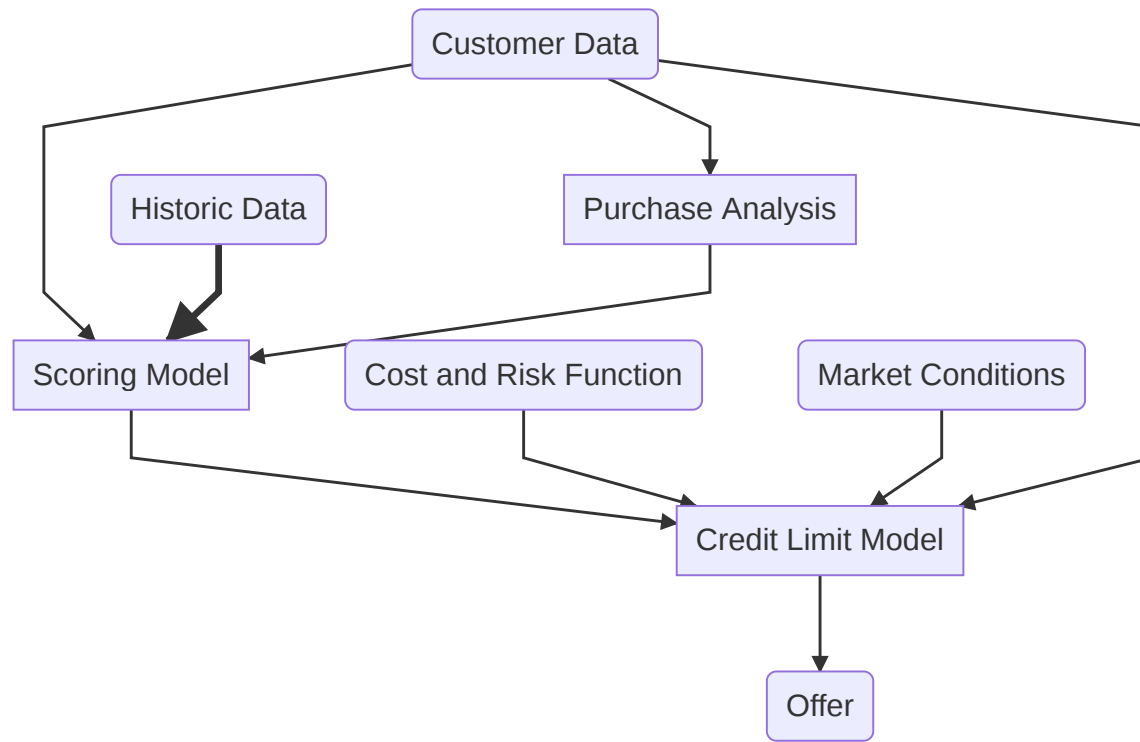 Customer Data
Historic Data
Purchase Analysis
Scoring Model
Cost and Risk Function
Market Conditions
Credit Limit Model
Offer